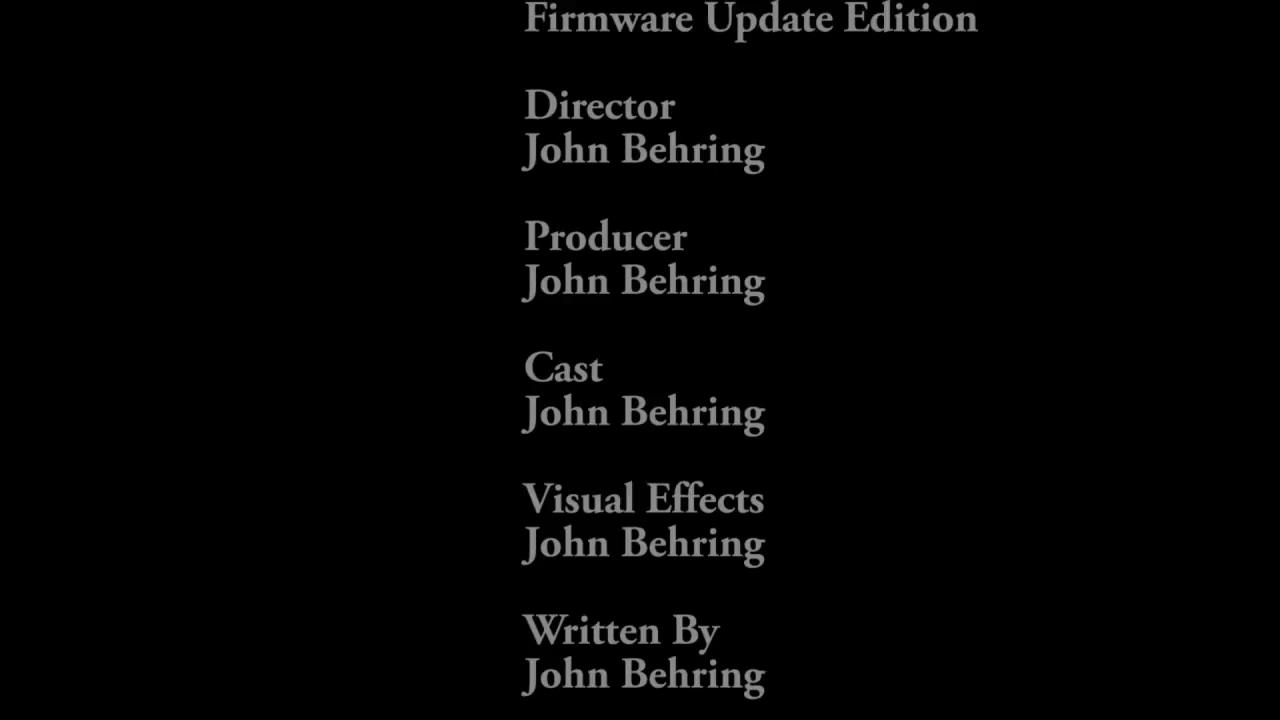 Firmware Update Edition
Director
John Behring
Producer
John Behring
Cast
John Behring
Visual Effects
John Behring
Written By
John Behring